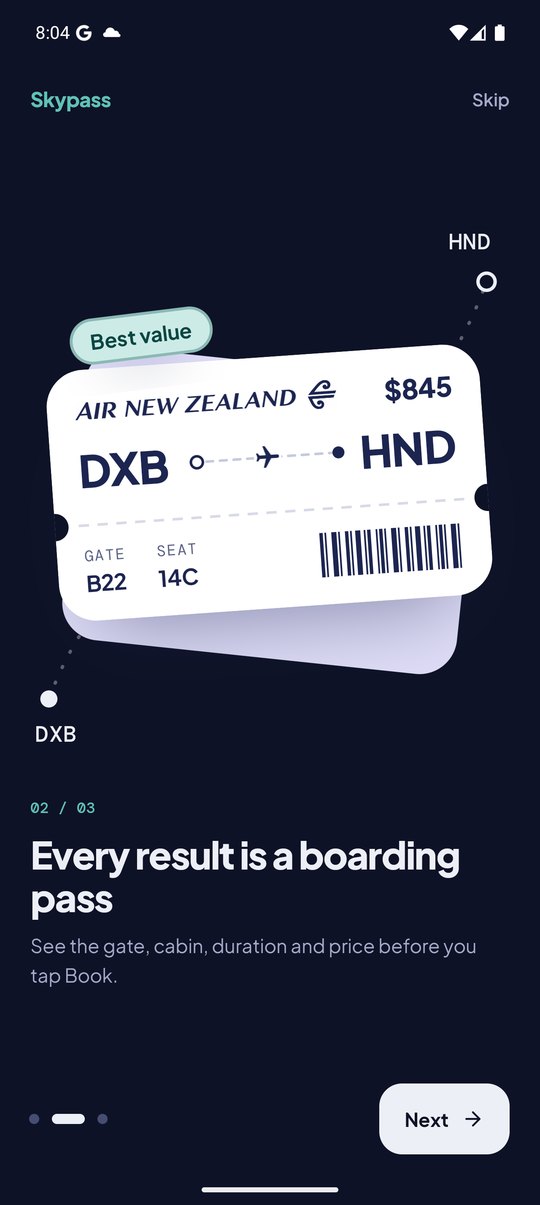 8:04
Skypass
Skip
HND
Best value
AIR NEW ZEALAND
$845
DXB
HND
GATE
SEAT
B22
14C
DXB
02 / 03
Every result is a boarding
pass
See the gate, cabin, duration and price before you
tap Book.
Next